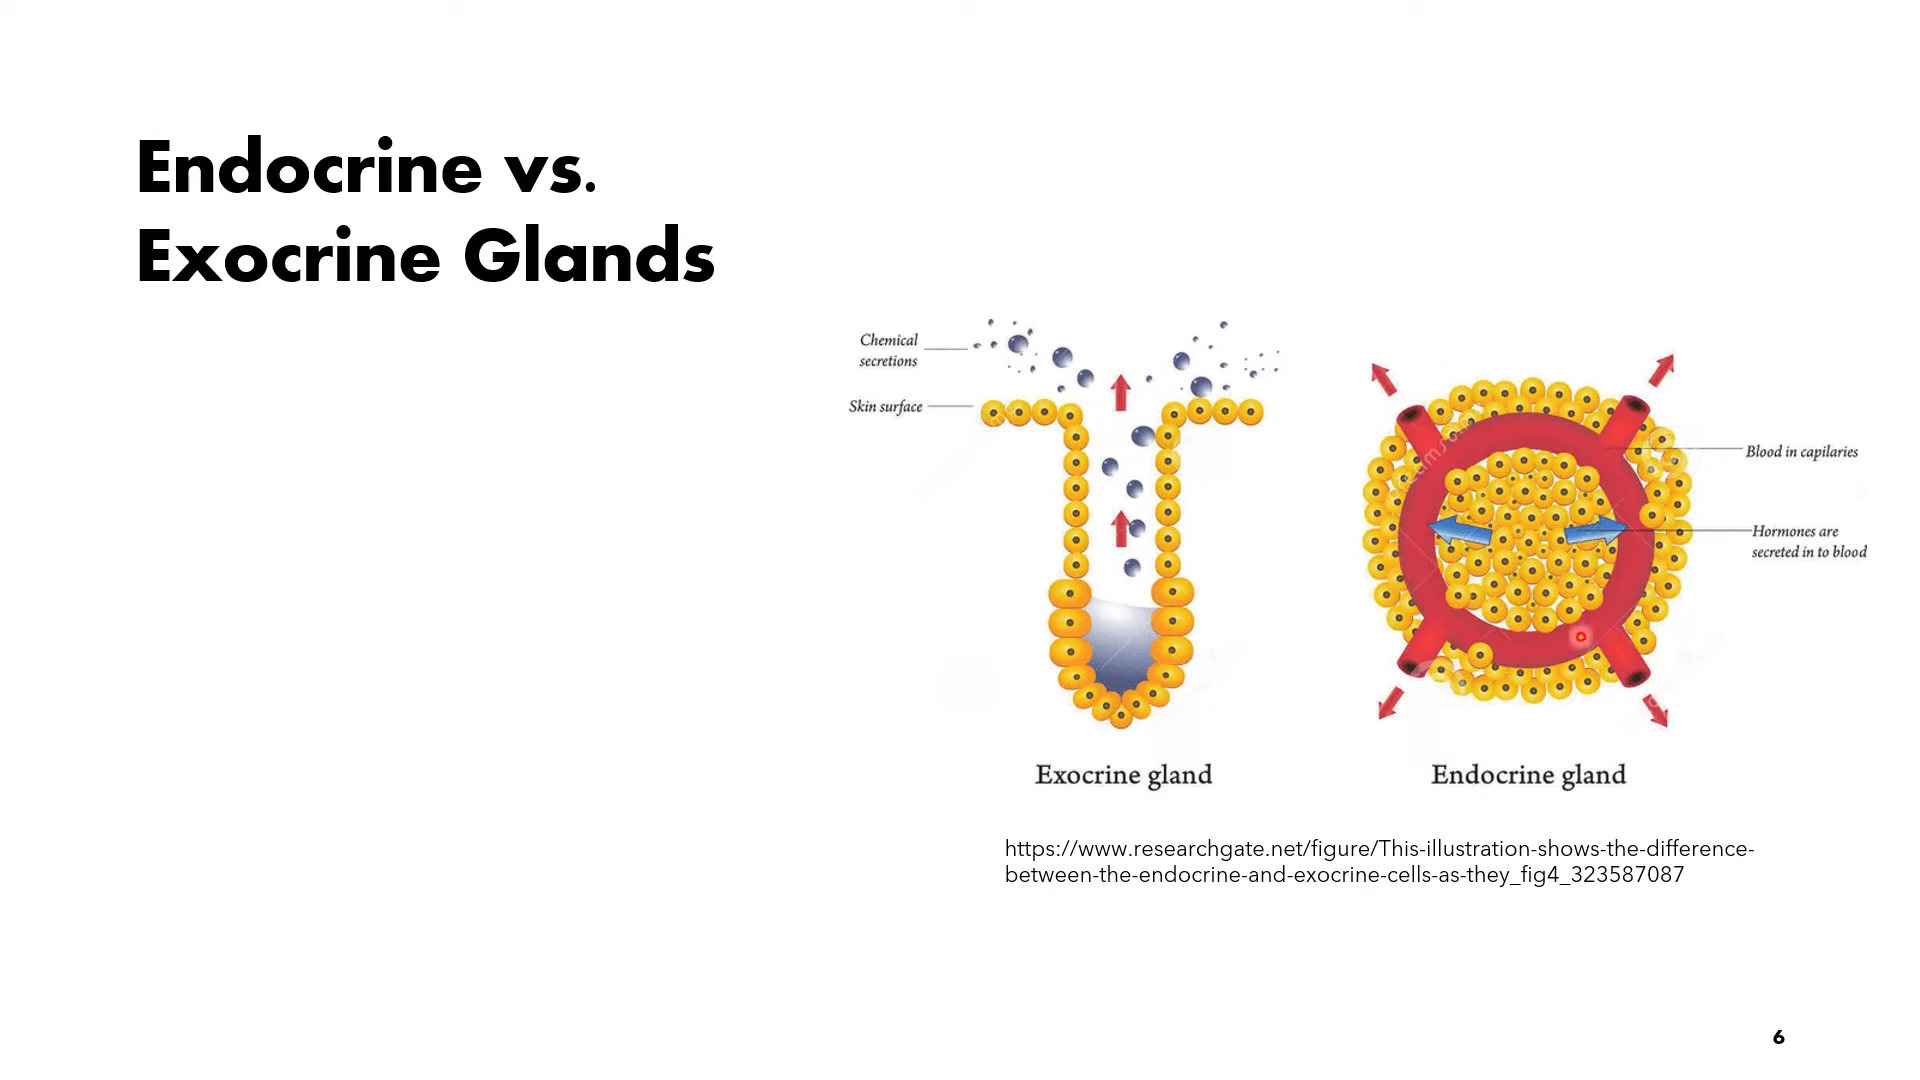 Endocrine vs.
Exocrine Glands
Chemical
secretions
Skin surface
Blood in capilaries
Hormones are
secreted in to blood
Exocrine gland
Endocrine gland
https://www.researchgate.net/figure/This-illustration-shows-the-difference-
between-the-endocrine-and-exocrine-cells-as-they_fig4_323587087
6